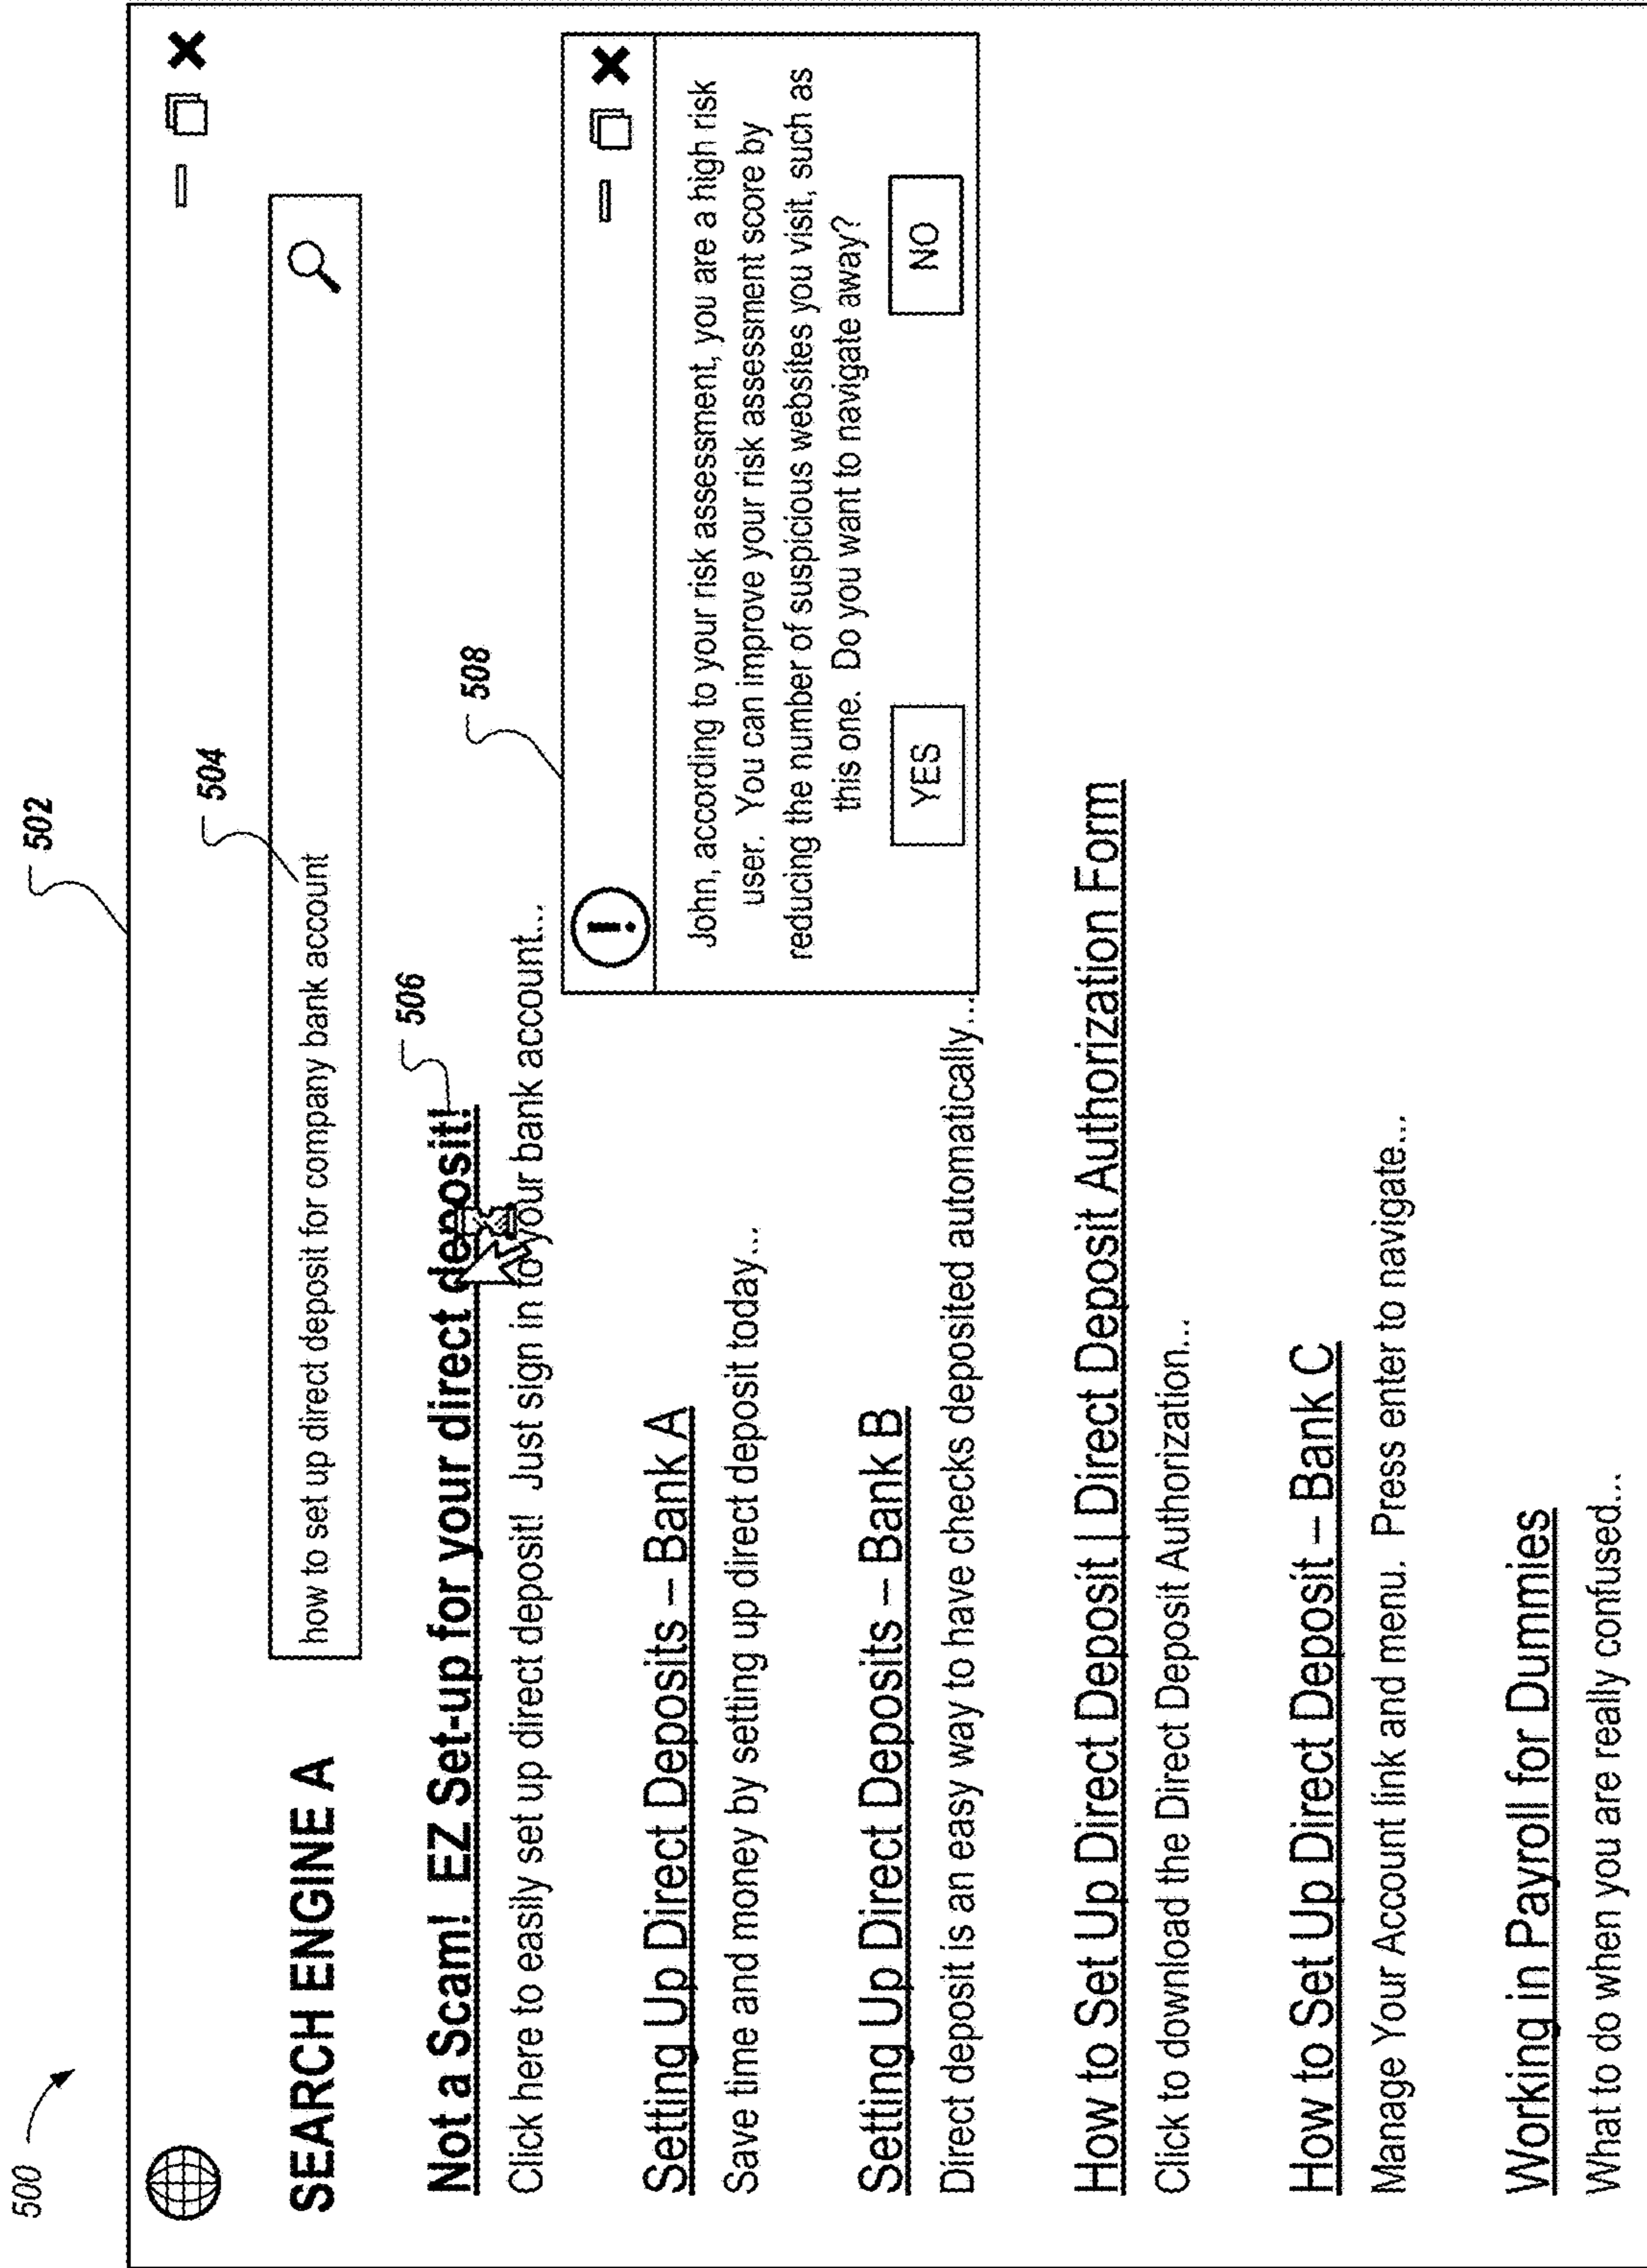 500
502
504
SEARCH ENGINE A
how to set up direct deposit for company bank account
506
Not a Scam!  EZ Set-up for your direct deposit!
Click here to easily set up direct deposit!  Just sign in to your bank account...
508
John, according to your risk assessment, you are a high risk
user.  You can improve your risk assessment score by
reducing the number of suspicious websites you visit, such as
this one.  Do you want to navigate away?
YES
NO
Setting Up Direct Deposits – Bank A
Save time and money by setting up direct deposit today...
Setting Up Direct Deposits – Bank B
Direct deposit is an easy way to have checks deposited automatically...
How to Set Up Direct Deposit | Direct Deposit Authorization Form
Click to download the Direct Deposit Authorization...
How to Set Up Direct Deposit – Bank C
Manage Your Account link and menu.  Press enter to navigate...
Working in Payroll for Dummies
What to do when you are really confused...